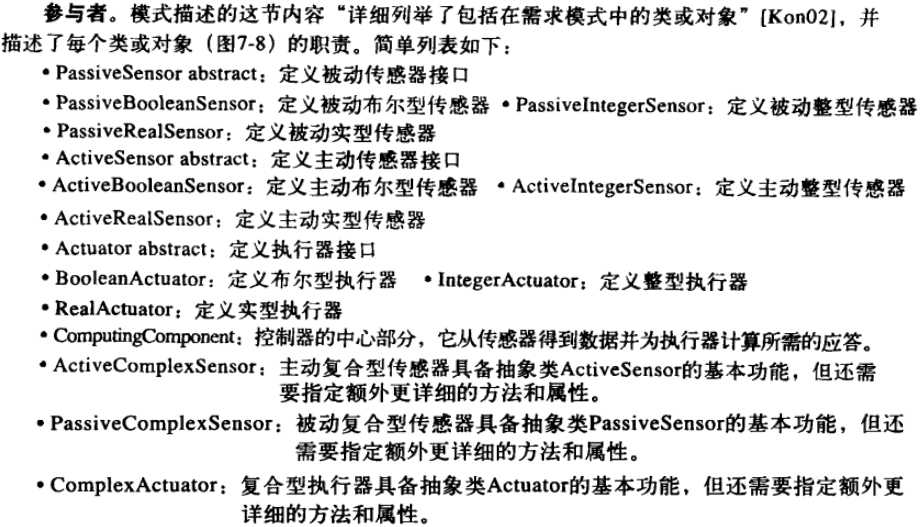 参与者。模式描述的这节内容“详细列举了包括在需求模式中的类或对象”[Kon02]，并
描述了每个类或对象（图7-8）的职责。简单列表如下：
• PassiveSensor abstract：定义被动传感器接口
• PassiveBooleanSensor：定义被动布尔型传感器 • PassiveIntegerSensor：定义被动整型传感器
• PassiveRealSensor：定义被动实型传感器
• ActiveSensor abstract：定义主动传感器接口
• ActiveBooleanSensor：定义主动布尔型传感器 • ActiveIntegerSensor：定义主动整型传感器
• ActiveRealSensor：定义主动实型传感器
• Actuator abstract：定义执行器接口
• BooleanActuator：定义布尔型执行器 • IntegerActuator：定义整型执行器
• RealActuator：定义实型执行器
• ComputingComponent：控制器的中心部分，它从传感器得到数据并为执行器计算所需的应答。
• ActiveComplexSensor：主动复合型传感器具备抽象类ActiveSensor的基本功能，但还需
要指定额外更详细的方法和属性。
• PassiveComplexSensor：被动复合型传感器具备抽象类PassiveSensor的基本功能，但还
需要指定额外更详细的方法和属性。
• ComplexActuator：复合型执行器具备抽象类Actuator的基本功能，但还需要指定额外更
详细的方法和属性。